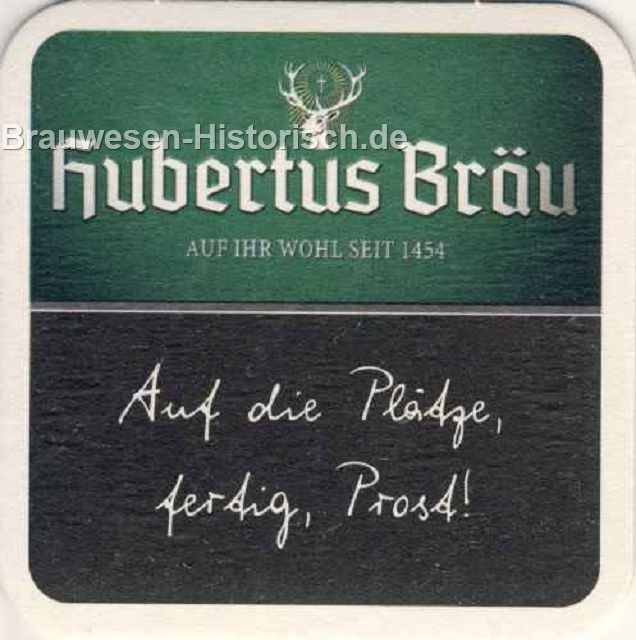 Brauwesen-Historisch.de
Hubertus Bräu
AUF IHR WOHL SEIT 1454
Auf die Plätze,
fertig, Prost!